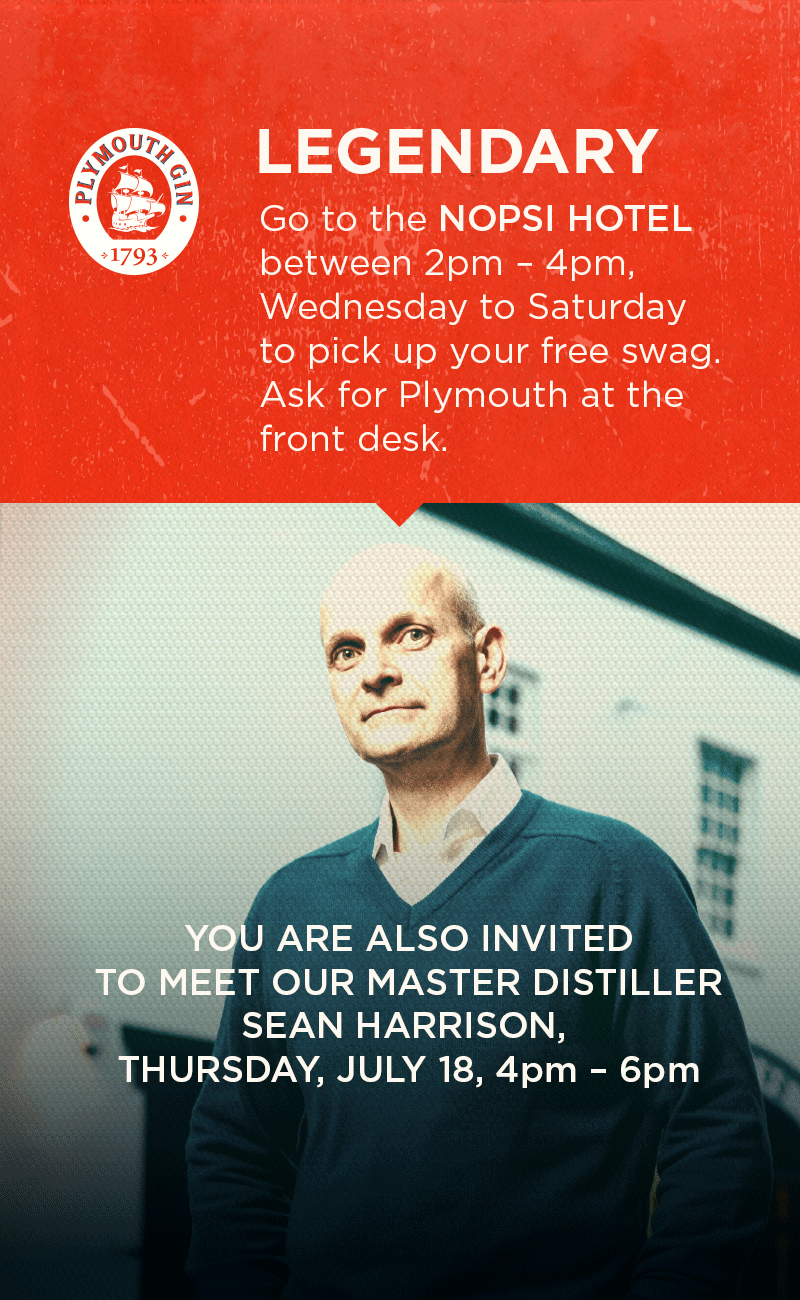 PLYMOUTH GIN
1793
LEGENDARY
Go to the NOPSI HOTEL
between 2pm – 4pm,
Wednesday to Saturday
to pick up your free swag.
Ask for Plymouth at the
front desk.
YOU ARE ALSO INVITED
TO MEET OUR MASTER DISTILLER
SEAN HARRISON,
THURSDAY, JULY 18, 4pm – 6pm